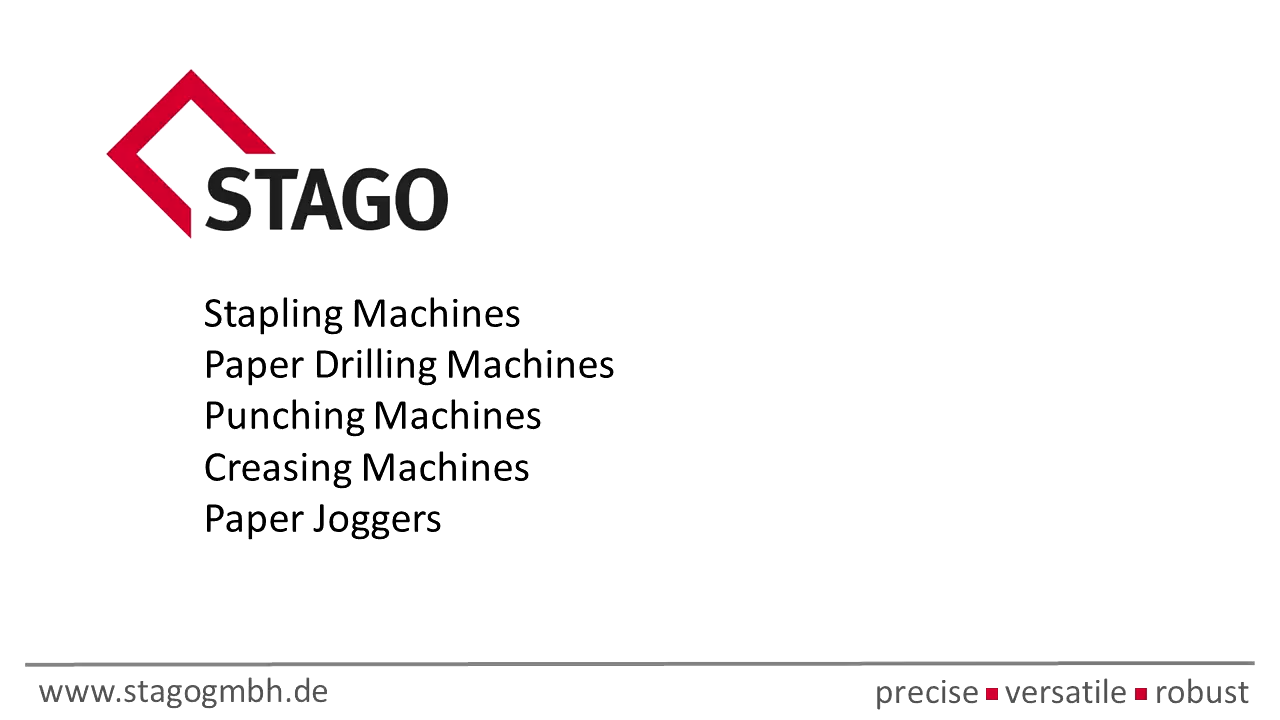 STAGO
Stapling Machines
Paper Drilling Machines
Punching Machines
Creasing Machines
Paper Joggers
www.stagogmbh.de
precise ▪ versatile ▪ robust